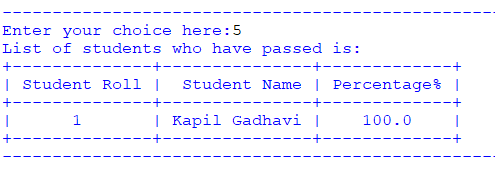 --------------------------------------------------
Enter your choice here:5
List of students who have passed is:
+--------------+---------------+-------------+
| Student Roll |  Student Name | Percentage% |
+--------------+---------------+-------------+
|      1       | Kapil Gadhavi |    100.0    |
+--------------+---------------+-------------+
--------------------------------------------------